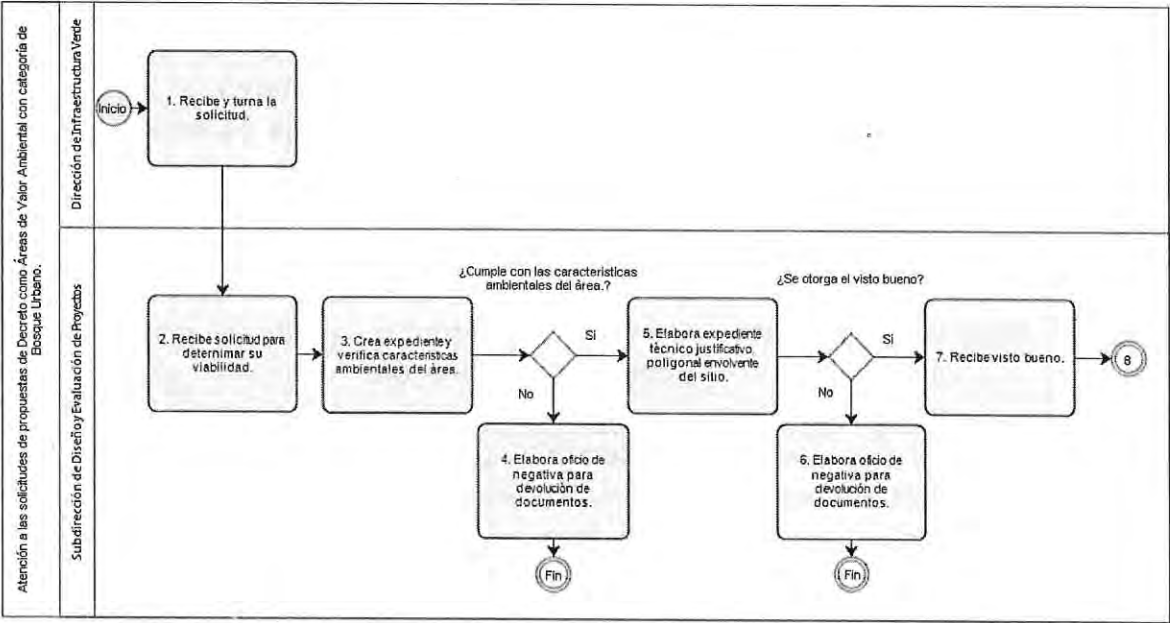 Atención a las solicitudes de propuestas de Decreto como Áreas de Valor Ambiental con categoría de
Bosque Urbano.
Dirección de Infraestructura Verde
Inicio
1. Recibe y turna la
solicitud.
Subdirección de Diseño y Evaluación de Proyectos
2. Recibe solicitud para
deternimar su
viabilidad.
3. Crea expediente y
verifica características
ambientales del área.
¿Cumple con las características
ambientales del área.?
Si
No
4. Elabora oficio de
negativa para
devolución de
documentos.
Fin
5. Elabora expediente
técnico justificativo,
poligonal envolvente
del sitio.
¿Se otorga el visto bueno?
Si
No
6. Elabora oficio de
negativa para
devolución de
documentos.
Fin
7. Recibe visto bueno.
8